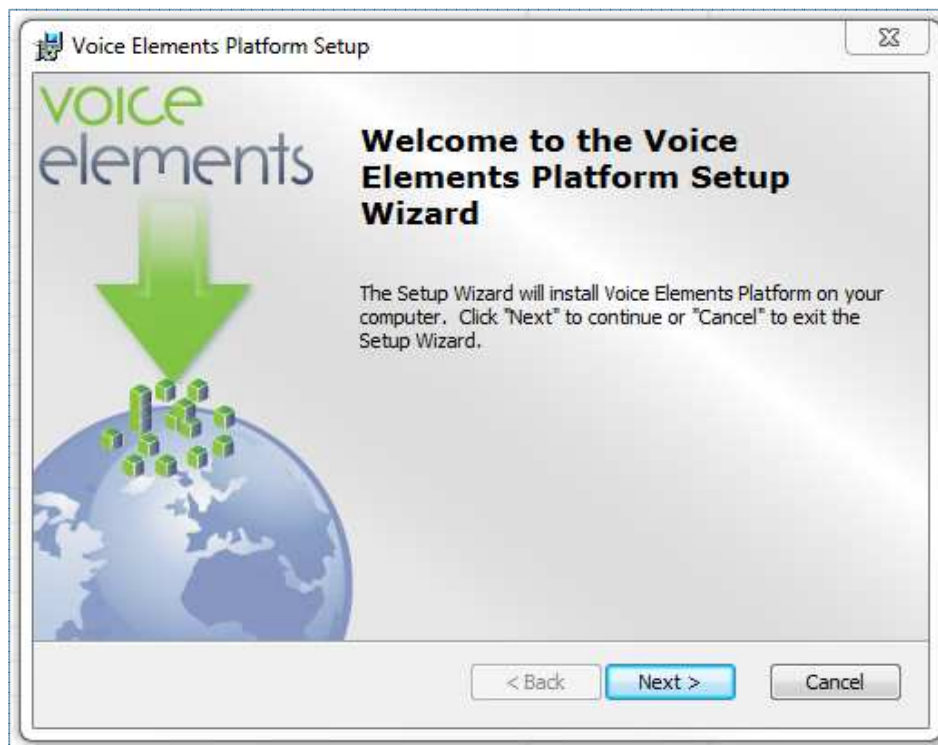 Voice Elements Platform Setup
voice
elements
Welcome to the Voice
Elements Platform Setup
Wizard
The Setup Wizard will install Voice Elements Platform on your
computer. Click "Next" to continue or "Cancel" to exit the
Setup Wizard.
< Back Next > Cancel